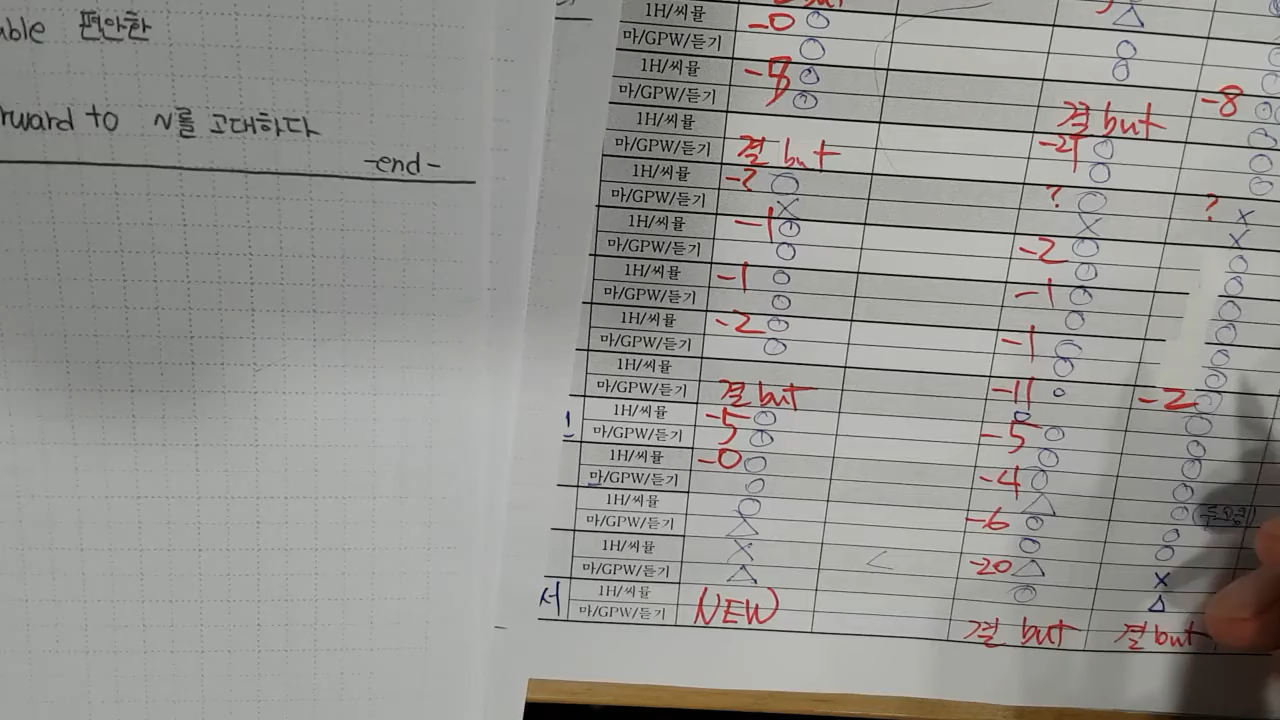 able 편안한
rward to N를 고대하다
-end-
1H/씨뮬 -0 ○ △
마/GPW/듣기 ○ ○
1H/씨뮬 -8 ○ ○
마/GPW/듣기 ○ 결 but -8 ○
1H/씨뮬
마/GPW/듣기 결 but ○
1H/씨뮬 -2 ○ ○ ○
마/GPW/듣기 X ? ○ ? X
1H/씨뮬 -1 ○ X X
마/GPW/듣기 ○ -2 ○ ○
1H/씨뮬 -1 ○ ○ ○
마/GPW/듣기 ○ -1 ○ ○
1H/씨뮬 -2 ○ ○ ○
마/GPW/듣기 ○ -1 ○ ○
1H/씨뮬 ○ ○
마/GPW/듣기 결 but -11 ○ -2 ○
1 1H/씨뮬 -5 ○ ○ ○
마/GPW/듣기 ○ -5 ○ ○
1H/씨뮬 -0 ○ ○ ○
마/GPW/듣기 ○ -4 ○ ○
1H/씨뮬 ○ △ ○
마/GPW/듣기 △ -6 ○ ○
1H/씨뮬 X ○ ○
마/GPW/듣기 △ < -20 △ X
서 1H/씨뮬 ○ △
마/GPW/듣기 NEW 결 but 결 but